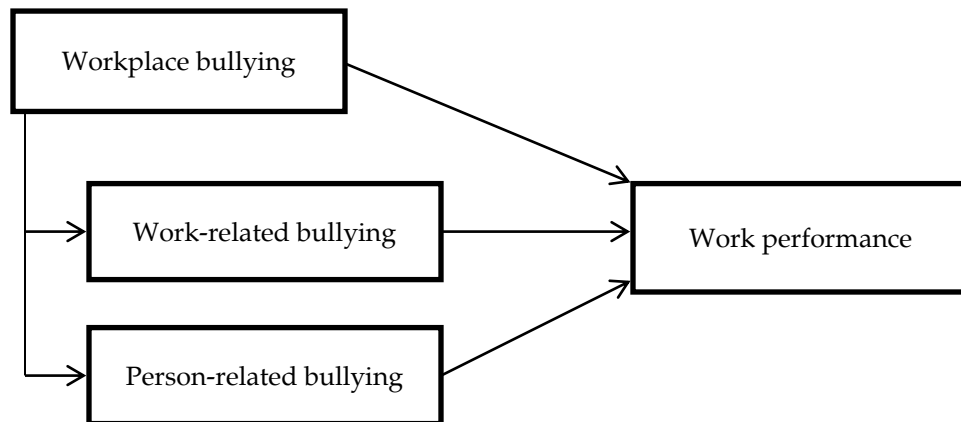 Workplace bullying
Work-related bullying
Work performance
Person-related bullying